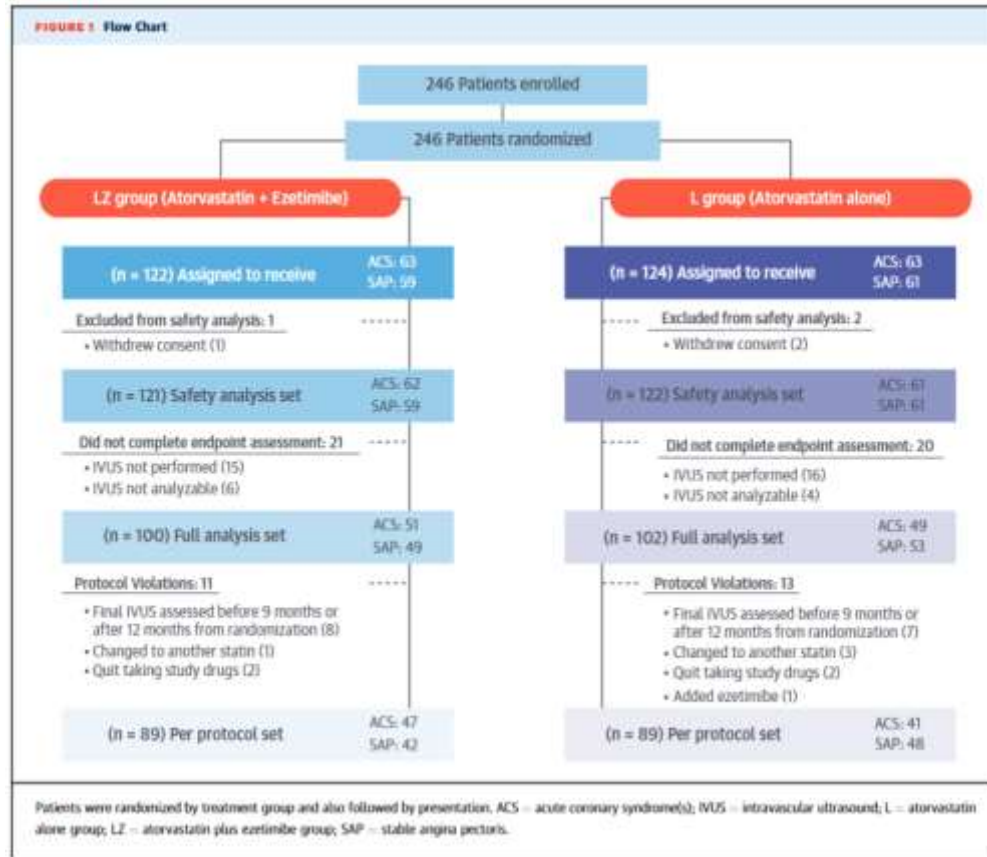 FIGURE 1 Flow Chart
246 Patients enrolled
246 Patients randomized
LZ group (Atorvastatin + Ezetimibe)
(n = 122) Assigned to receive
ACS: 63
SAP: 59
Excluded from safety analysis: 1
• Withdrew consent (1)
(n = 121) Safety analysis set
ACS: 62
SAP: 59
Did not complete endpoint assessment: 21
• IVUS not performed (15)
• IVUS not analyzable (6)
(n = 100) Full analysis set
ACS: 51
SAP: 49
Protocol Violations: 11
• Final IVUS assessed before 9 months or
after 12 months from randomization (8)
• Changed to another statin (1)
• Quit taking study drugs (2)
(n = 89) Per protocol set
ACS: 47
SAP: 42
L group (Atorvastatin alone)
(n = 124) Assigned to receive
ACS: 63
SAP: 61
Excluded from safety analysis: 2
• Withdrew consent (2)
(n = 122) Safety analysis set
ACS: 61
SAP: 61
Did not complete endpoint assessment: 20
• IVUS not performed (16)
• IVUS not analyzable (4)
(n = 102) Full analysis set
ACS: 49
SAP: 53
Protocol Violations: 13
• Final IVUS assessed before 9 months or
after 12 months from randomization (7)
• Changed to another statin (3)
• Quit taking study drugs (2)
• Added ezetimibe (1)
(n = 89) Per protocol set
ACS: 41
SAP: 48
Patients were randomized by treatment group and also followed by presentation. ACS = acute coronary syndrome(s); IVUS = intravascular ultrasound; L = atorvastatin
alone group; LZ = atorvastatin plus ezetimibe group; SAP = stable angina pectoris.